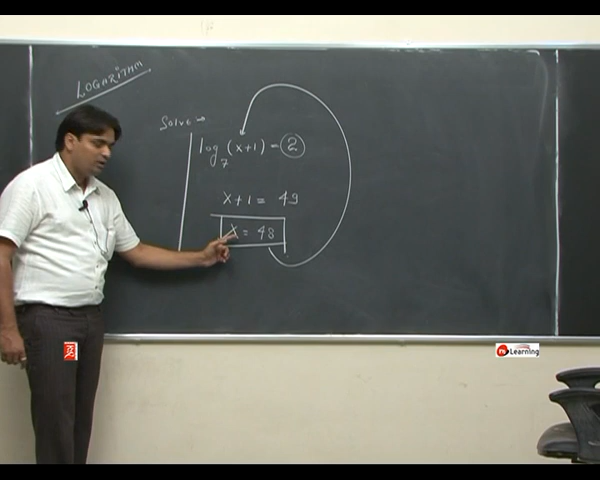 LOGARITHM
Solve
log₇ (x+1) = 2
x+1 = 49
x = 48
Learning